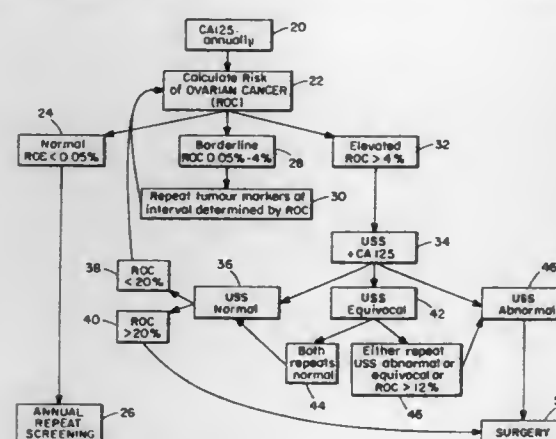 20
CA125-
annually
22
Calculate Risk
of OVARIAN CANCER
(ROC)
24
Normal
ROC < 0.05%
Borderline
ROC 0.05% - 4%
28
Elevated
ROC > 4%
32
Repeat tumour markers at
interval determined by ROC
30
USS
+CA125
34
38
ROC
< 20%
36
USS
Normal
USS
Equivocal
42
46
USS
Abnormal
40
ROC
> 20%
Both
repeats
normal
44
Either repeat
USS abnormal or
equivocal or
ROC > 12%
46
ANNUAL
REPEAT
SCREENING
26
SURGERY